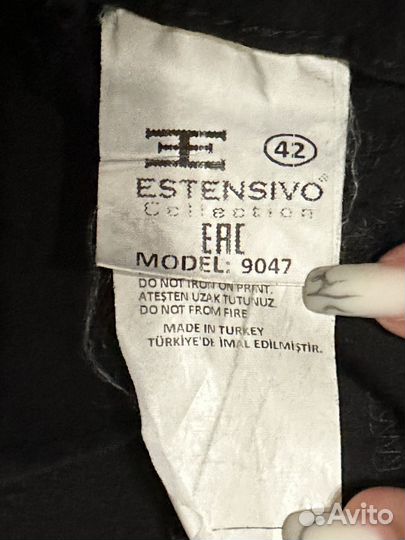 42
ESTENSIVO®
Collection
EAC
MODEL: 9047
DO NOT IRON ON PRINT.
ATEŞTEN UZAK TUTUNUZ.
DO NOT FROM FIRE
MADE IN TURKEY
TÜRKİYE'DE İMAL EDİLMİŞTİR.
Avito